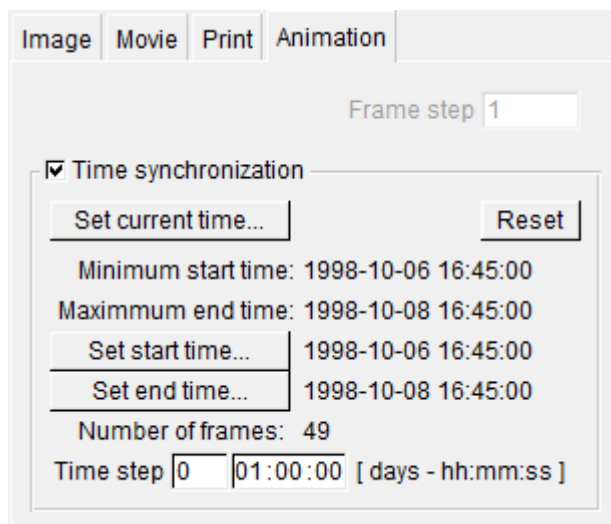 Image Movie Print Animation
Frame step 1
Time synchronization
Set current time... Reset
Minimum start time: 1998-10-06 16:45:00
Maximmum end time: 1998-10-08 16:45:00
Set start time... 1998-10-06 16:45:00
Set end time... 1998-10-08 16:45:00
Number of frames: 49
Time step 0 01:00:00 [ days - hh:mm:ss ]